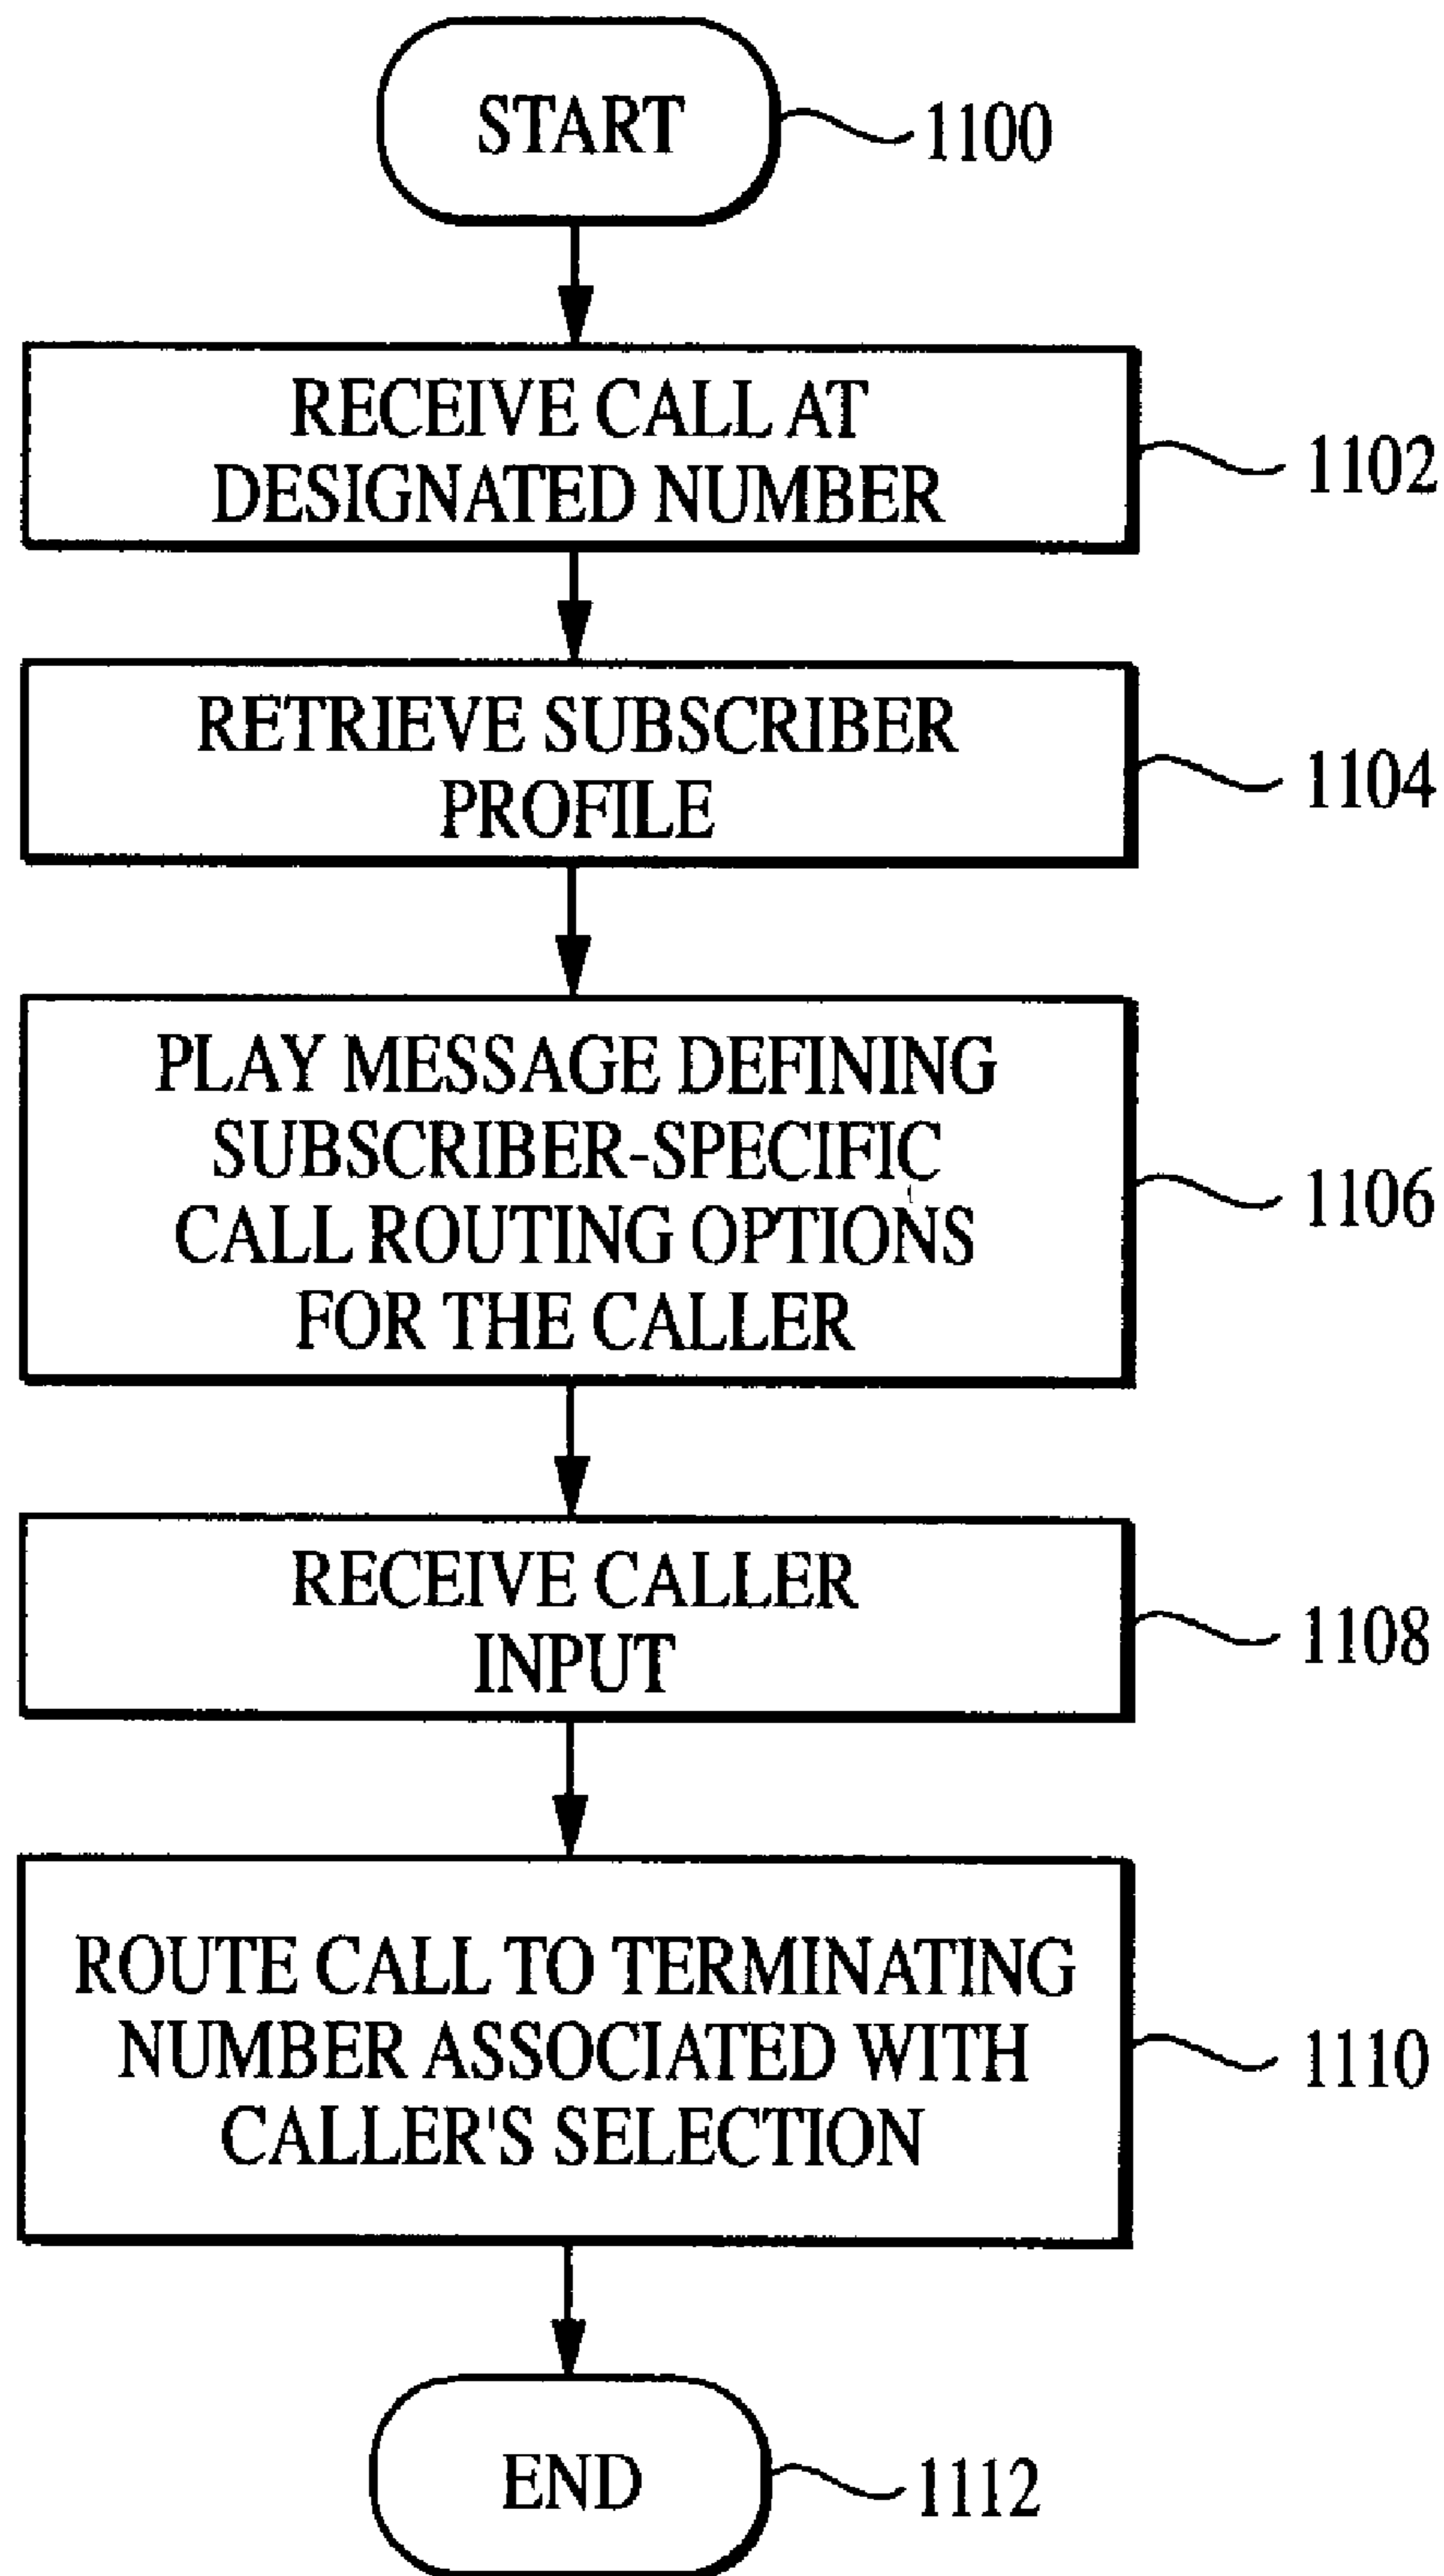 START
1100
RECEIVE CALL AT
DESIGNATED NUMBER
1102
RETRIEVE SUBSCRIBER
PROFILE
1104
PLAY MESSAGE DEFINING
SUBSCRIBER-SPECIFIC
CALL ROUTING OPTIONS
FOR THE CALLER
1106
RECEIVE CALLER
INPUT
1108
ROUTE CALL TO TERMINATING
NUMBER ASSOCIATED WITH
CALLER'S SELECTION
1110
END
1112